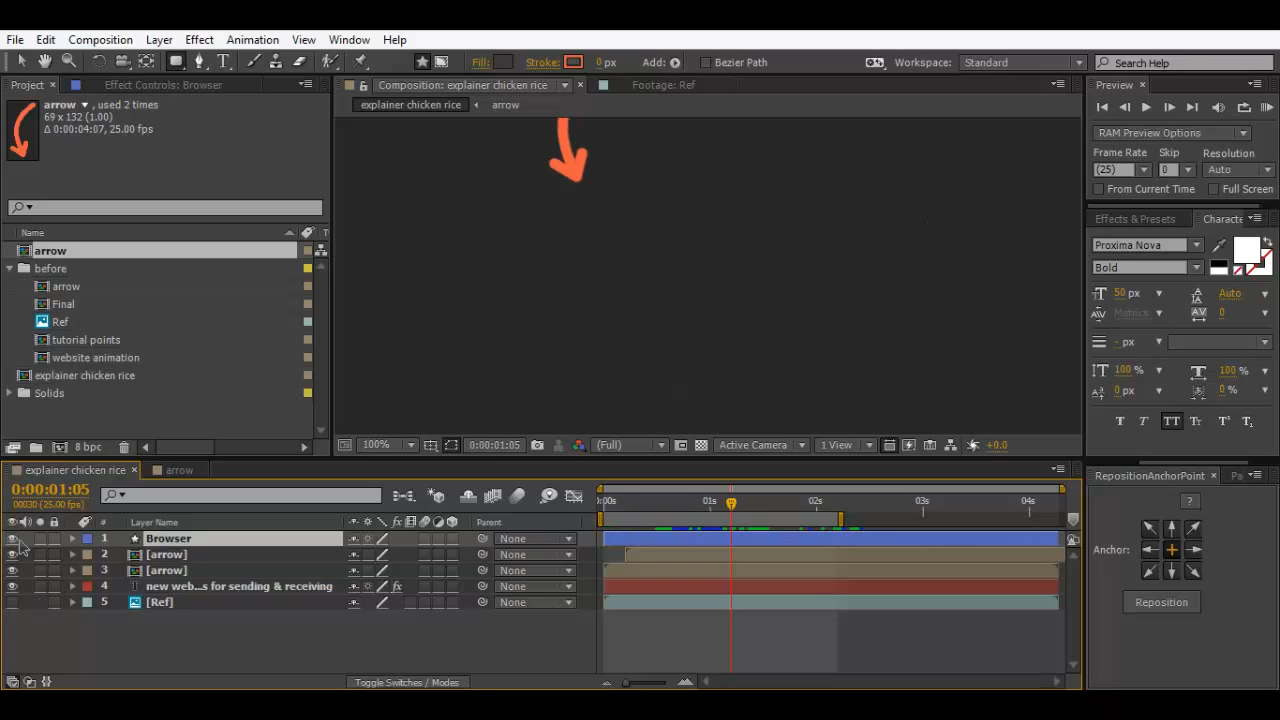 File Edit Composition Layer Effect Animation View Window Help
Fill: Stroke: 0 px Add: Bezier Path Workspace: Standard Search Help
Project Effect Controls: Browser Composition: explainer chicken rice Footage: Ref Preview
arrow , used 2 times
69 x 132 (1.00)
Δ 0:00:04:07, 25.00 fps
explainer chicken rice arrow
RAM Preview Options
Frame Rate Skip Resolution
(25) 0 Auto
From Current Time Full Screen
Effects & Presets Characte
Name T
arrow
before
arrow
Final
Ref
tutorial points
website animation
explainer chicken rice
Solids
8 bpc
Proxima Nova
Bold
50 px Auto
Metrics 0
- px
100 % 100 %
0 px 0 %
T T TT Tt T¹ T₁
100% 0:00:01:05 (Full) Active Camera 1 View +0.0
explainer chicken rice arrow
0:00:01:05
00030 (25.00 fps)
:00s 01s 02s 03s 04s
# Layer Name fx Parent
1 Browser None
2 [arrow] None
3 [arrow] None
4 new web...s for sending & receiving fx None
5 [Ref] None
Toggle Switches / Modes
RepositionAnchorPoint Pa
?
Anchor:
Reposition